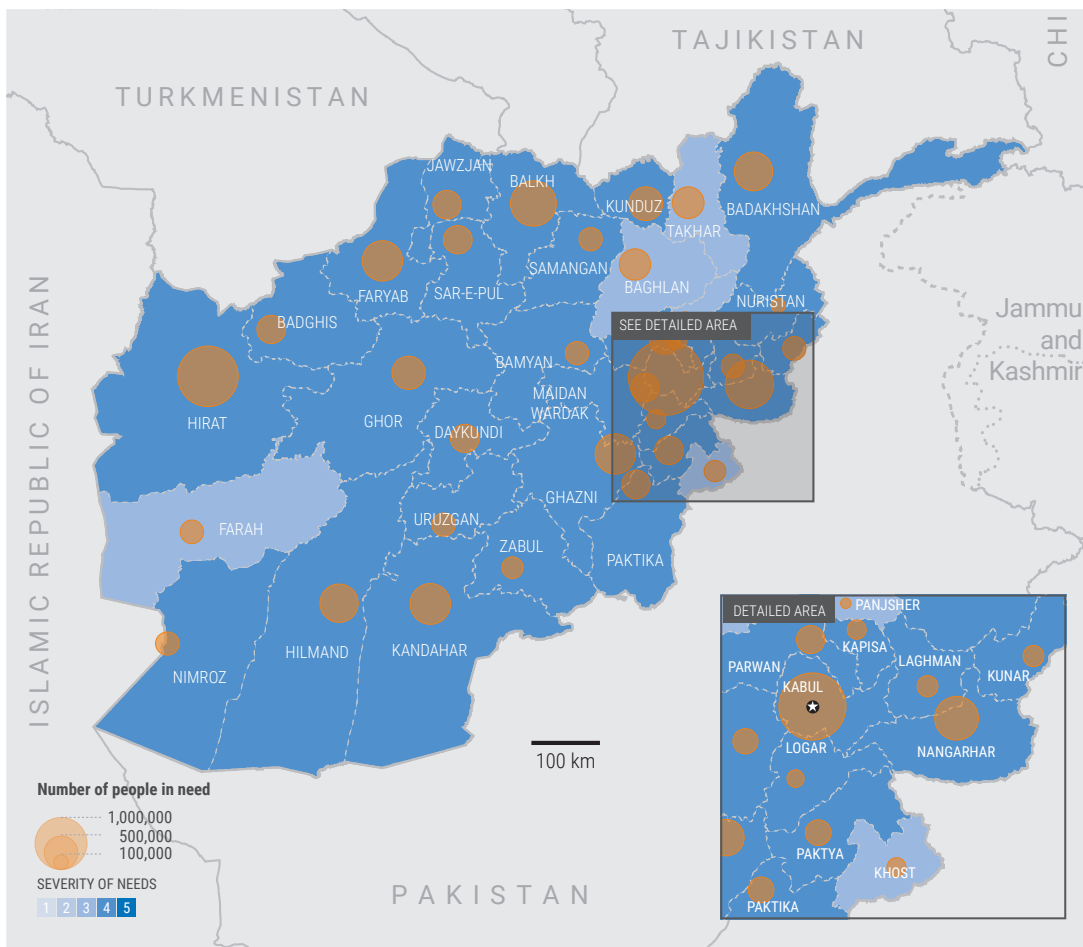 TAJIKISTAN
CHI
TURKMENISTAN
JAWZJAN
BALKH
KUNDUZ
TAKHAR
BADAKHSHAN
SAMANGAN
BAGHLAN
FARYAB
SAR-E-PUL
NURISTAN
BADGHIS
SEE DETAILED AREA
Jammu
and
Kashmir
BAMYAN
MAIDAN
WARDAK
HIRAT
GHOR
DAYKUNDI
GHAZNI
FARAH
URUZGAN
ZABUL
PAKTIKA
ISLAMIC REPUBLIC OF IRAN
NIMROZ
HILMAND
KANDAHAR
DETAILED AREA
PANJSHER
KAPISA
PARWAN
LAGHMAN
KUNAR
KABUL
LOGAR
NANGARHAR
PAKTYA
KHOST
PAKTIKA
100 km
Number of people in need
1,000,000
500,000
100,000
SEVERITY OF NEEDS
1 2 3 4 5
PAKISTAN